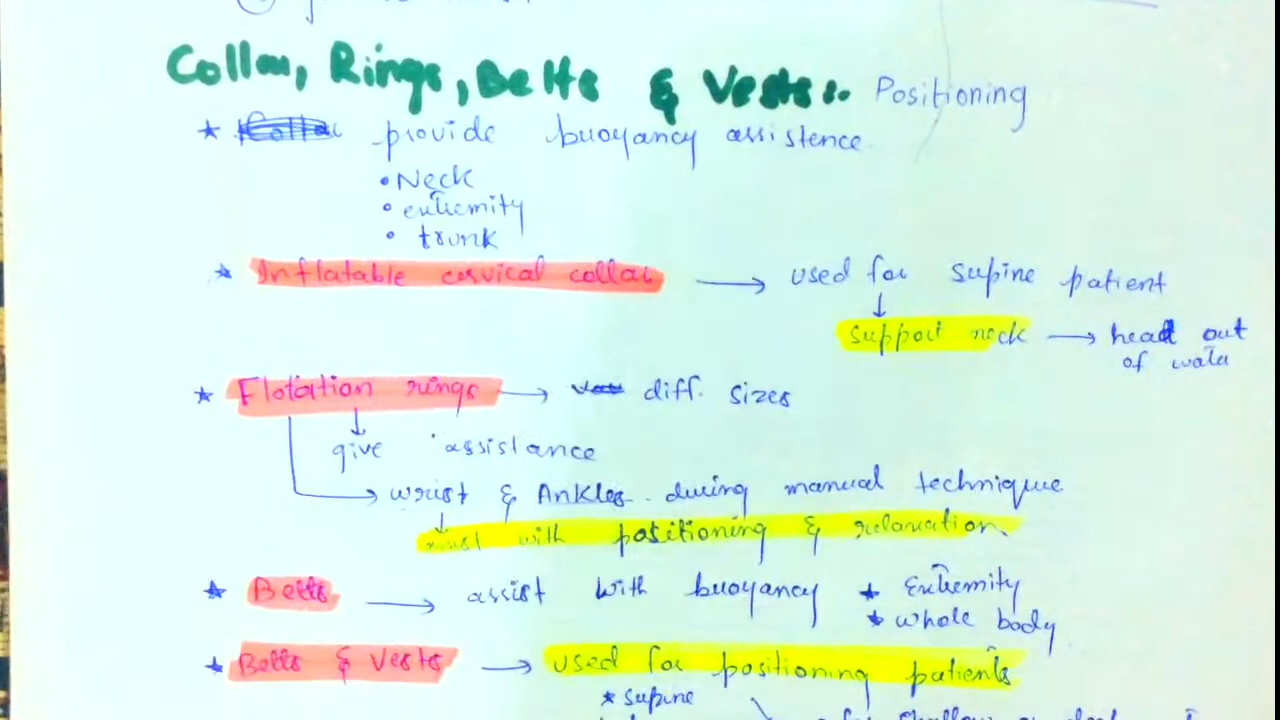 Collar, Rings, Belts & Vests:. Positioning
★ provide buoyancy assistence.
• Neck
• extremity
• trunk
★ Inflatable cervical collar → used for supine patient
↓
support neck → head out
of water
★ Flotation rings → diff. sizes
↓
give assistance
→ wrist & Ankles. during manual technique
↓
with positioning & relaxation
★ Belts → assist with buoyancy ★ Extremity
★ whole body
★ Belts & Vests → used for positioning patients
★ supine